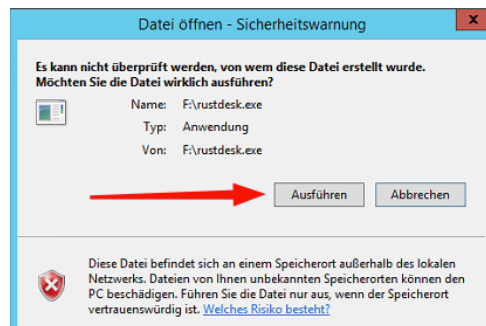 Datei öffnen - Sicherheitswarnung
x
Es kann nicht überprüft werden, von wem diese Datei erstellt wurde.
Möchten Sie die Datei wirklich ausführen?
Name: F:\rustdesk.exe
Typ: Anwendung
Von: F:\rustdesk.exe
Ausführen Abbrechen
Diese Datei befindet sich an einem Speicherort außerhalb des lokalen
Netzwerks. Dateien von Ihnen unbekannten Speicherorten können den
PC beschädigen. Führen Sie die Datei nur aus, wenn der Speicherort
vertrauenswürdig ist. Welches Risiko besteht?